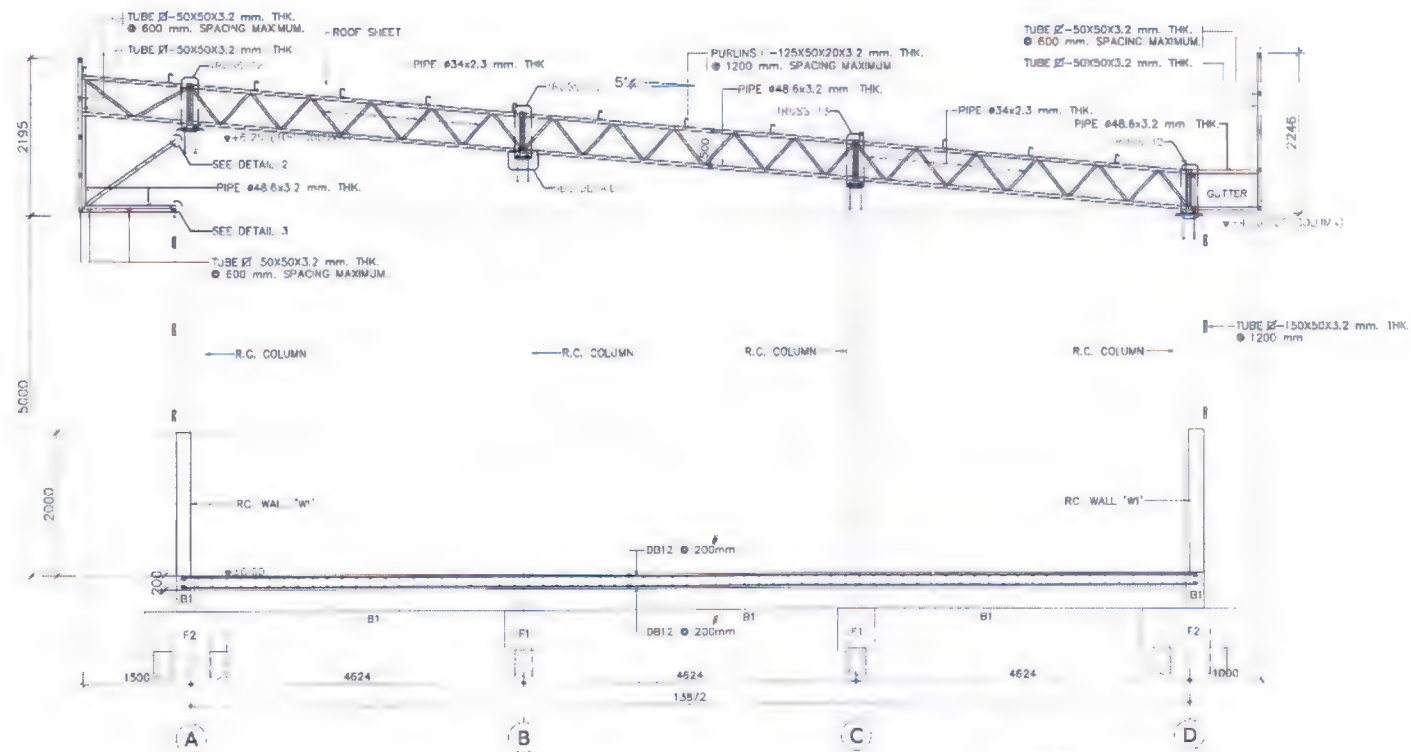 TUBE Ø-50X50X3.2 mm. THK.
@ 600 mm. SPACING MAXIMUM.
TUBE Ø-50X50X3.2 mm THK
ROOF SHEET
PIPE ø34x2.3 mm. THK
5%
PURLINS -125X50X20X3.2 mm. THK.
@ 1200 mm. SPACING MAXIMUM
PIPE ø48.6x3.2 mm. THK.
TUBE Ø-50X50X3.2 mm. THK.
@ 600 mm. SPACING MAXIMUM.
TUBE Ø-50X50X3.2 mm. THK.
PIPE ø34x2.3 mm. THK
PIPE ø48.6x3.2 mm THK.
2195
2246
500
SEE DETAIL 2
PIPE ø48.6x3.2 mm. THK.
GUTTER
SEE DETAIL 3
TUBE Ø 50X50X3.2 mm. THK.
@ 600 mm. SPACING MAXIMUM.
TUBE Ø-150X50X3.2 mm. THK
@ 1200 mm
R.C. COLUMN
R.C. COLUMN
R.C. COLUMN
R.C. COLUMN
5000
2000
RC WALL "W1"
RC WALL "W1"
DB12 @ 200mm
200
B1
B1
B1
B1
B1
F2
F1
DB12 @ 200mm
F1
F2
1500
4624
4624
4624
1000
13872
A
B
C
D